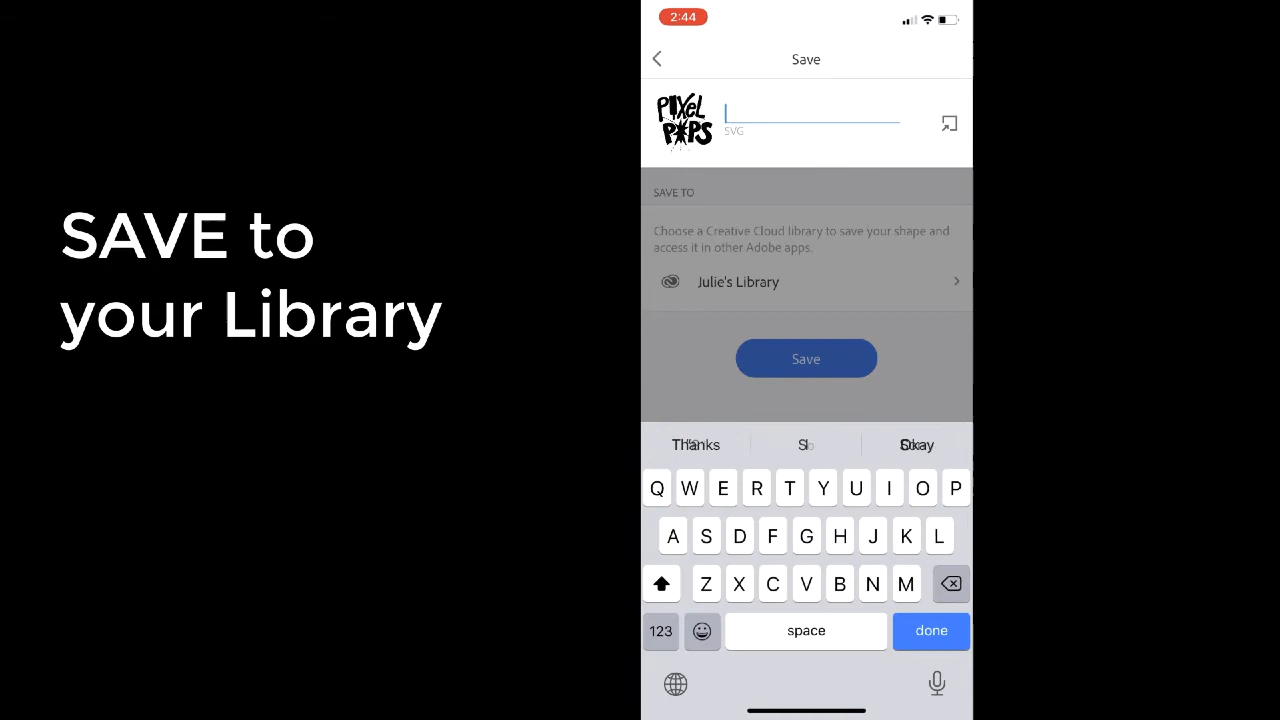 SAVE to
your Library
2:44
Save
PIXEL
POPS
SVG
SAVE TO
Choose a Creative Cloud library to save your shape and
access it in other Adobe apps.
Julie's Library
Save
Thanks
Q W E R T Y U I O P
A S D F G H J K L
Z X C V B N M
123 space done